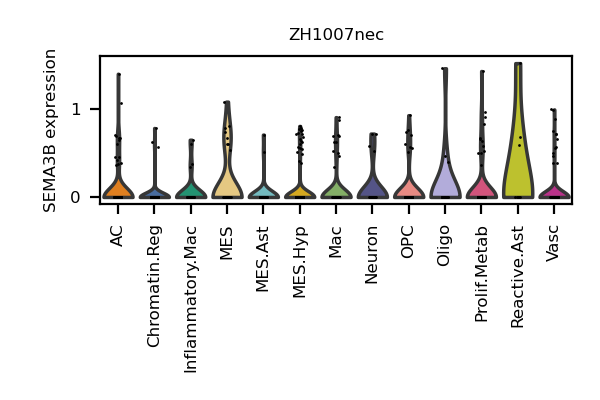 ZH1007nec
SEMA3B expression
1
0
AC
Chromatin.Reg
Inflammatory.Mac
MES
MES.Ast
MES.Hyp
Mac
Neuron
OPC
Oligo
Prolif.Metab
Reactive.Ast
Vasc